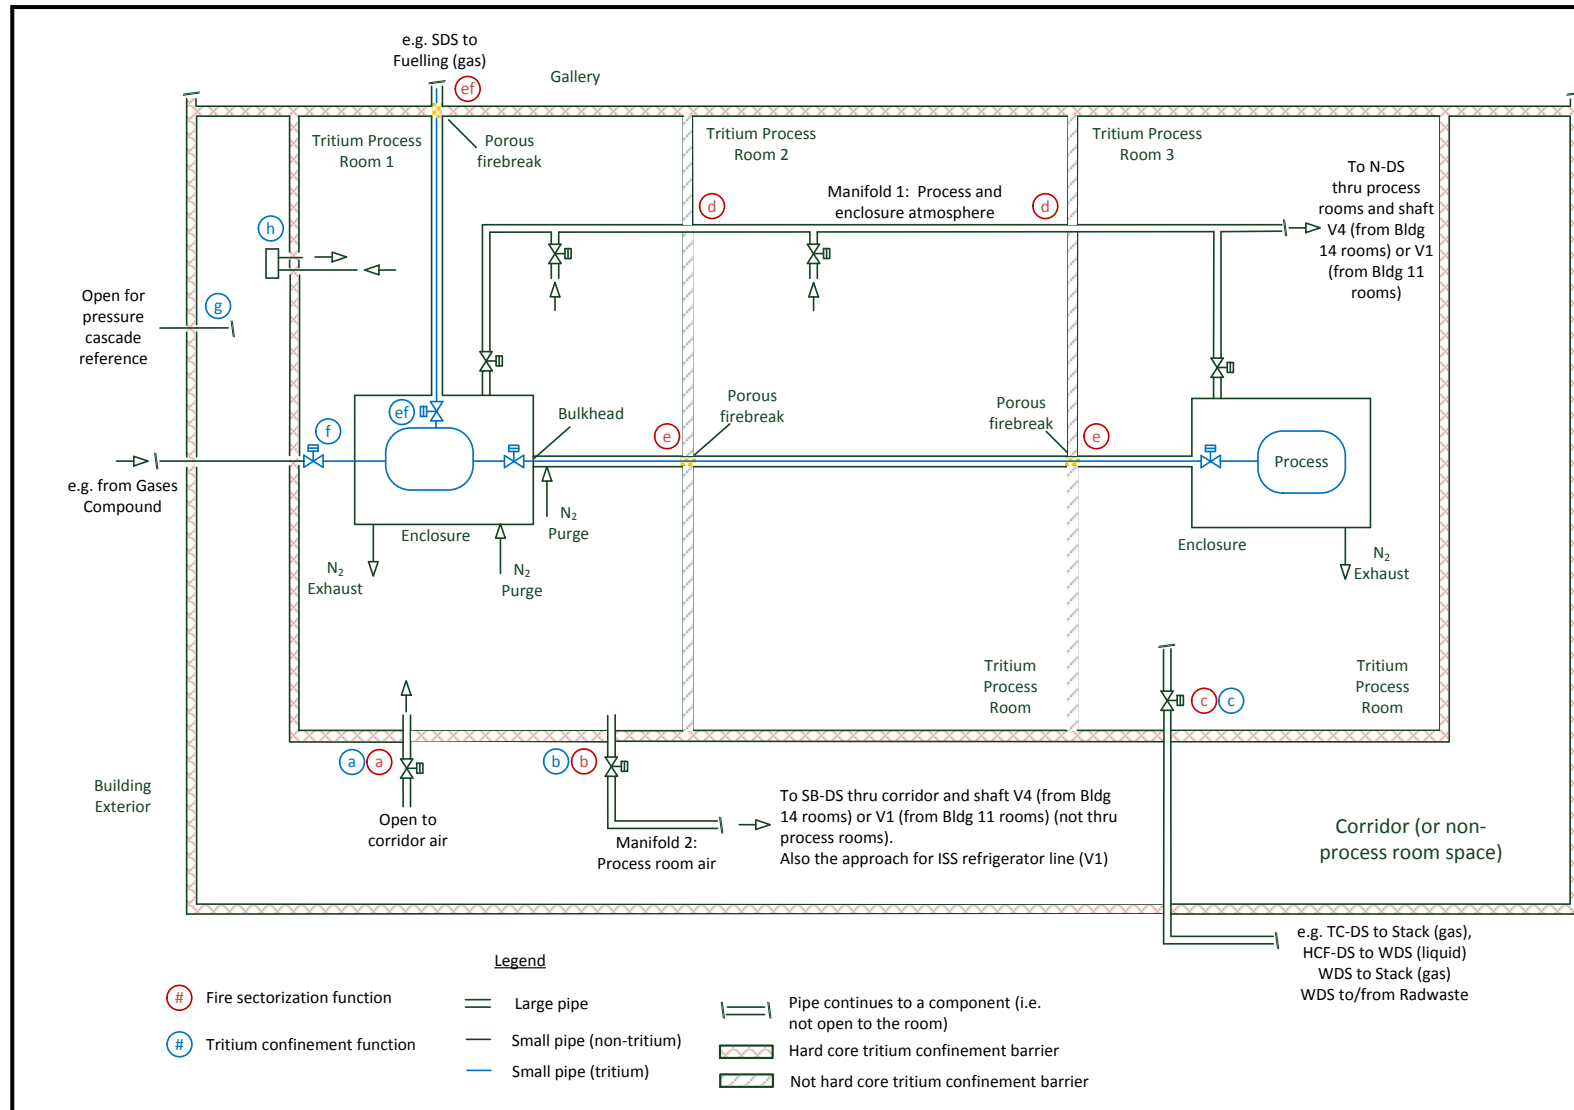 e.g. SDS to
Fuelling (gas)
ef
Gallery
Tritium Process
Room 1
Porous
firebreak
Tritium Process
Room 2
Tritium Process
Room 3
To N-DS
thru process
rooms and shaft
V4 (from Bldg
14 rooms) or V1
(from Bldg 11
rooms)
d
Manifold 1:  Process and
enclosure atmosphere
d
h
g
Open for
pressure
cascade
reference
ef
f
Bulkhead
Porous
firebreak
Porous
firebreak
e
e
Process
e.g. from Gases
Compound
Enclosure
N2
Purge
N2
Exhaust
N2
Purge
Enclosure
N2
Exhaust
Tritium
Process
Room
Tritium
Process
Room
c
c
a
a
b
b
Building
Exterior
Open to
corridor air
Manifold 2:
Process room air
To SB-DS thru corridor and shaft V4 (from Bldg
14 rooms) or V1 (from Bldg 11 rooms) (not thru
process rooms).
Also the approach for ISS refrigerator line (V1)
Corridor (or non-
process room space)
e.g. TC-DS to Stack (gas),
HCF-DS to WDS (liquid)
WDS to Stack (gas)
WDS to/from Radwaste
Legend
# Fire sectorization function
# Tritium confinement function
Large pipe
Small pipe (non-tritium)
Small pipe (tritium)
Pipe continues to a component (i.e.
not open to the room)
Hard core tritium confinement barrier
Not hard core tritium confinement barrier